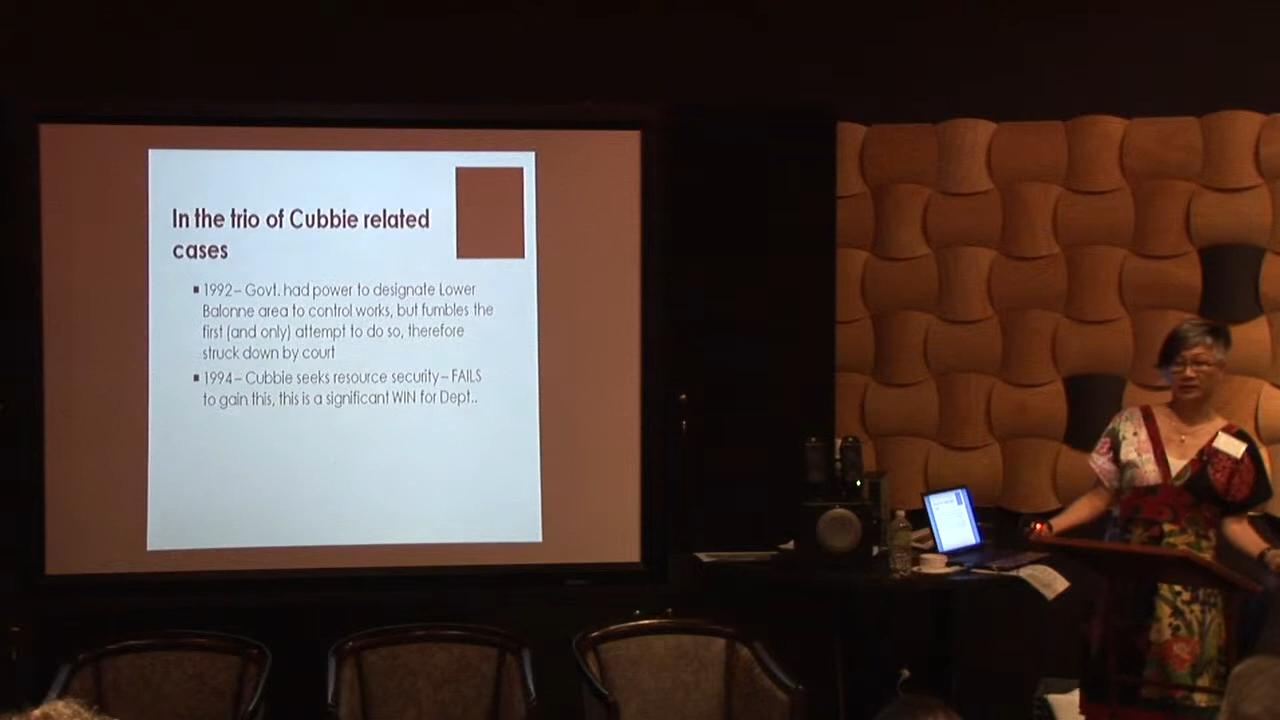 In the trio of Cubbie related
cases
1992– Govt. had power to designate Lower
Balonne area to control works, but fumbles the
first (and only) attempt to do so, therefore
struck down by court
1994– Cubbie seeks resource security– FAILS
to gain this, this is a significant WIN for Dept..